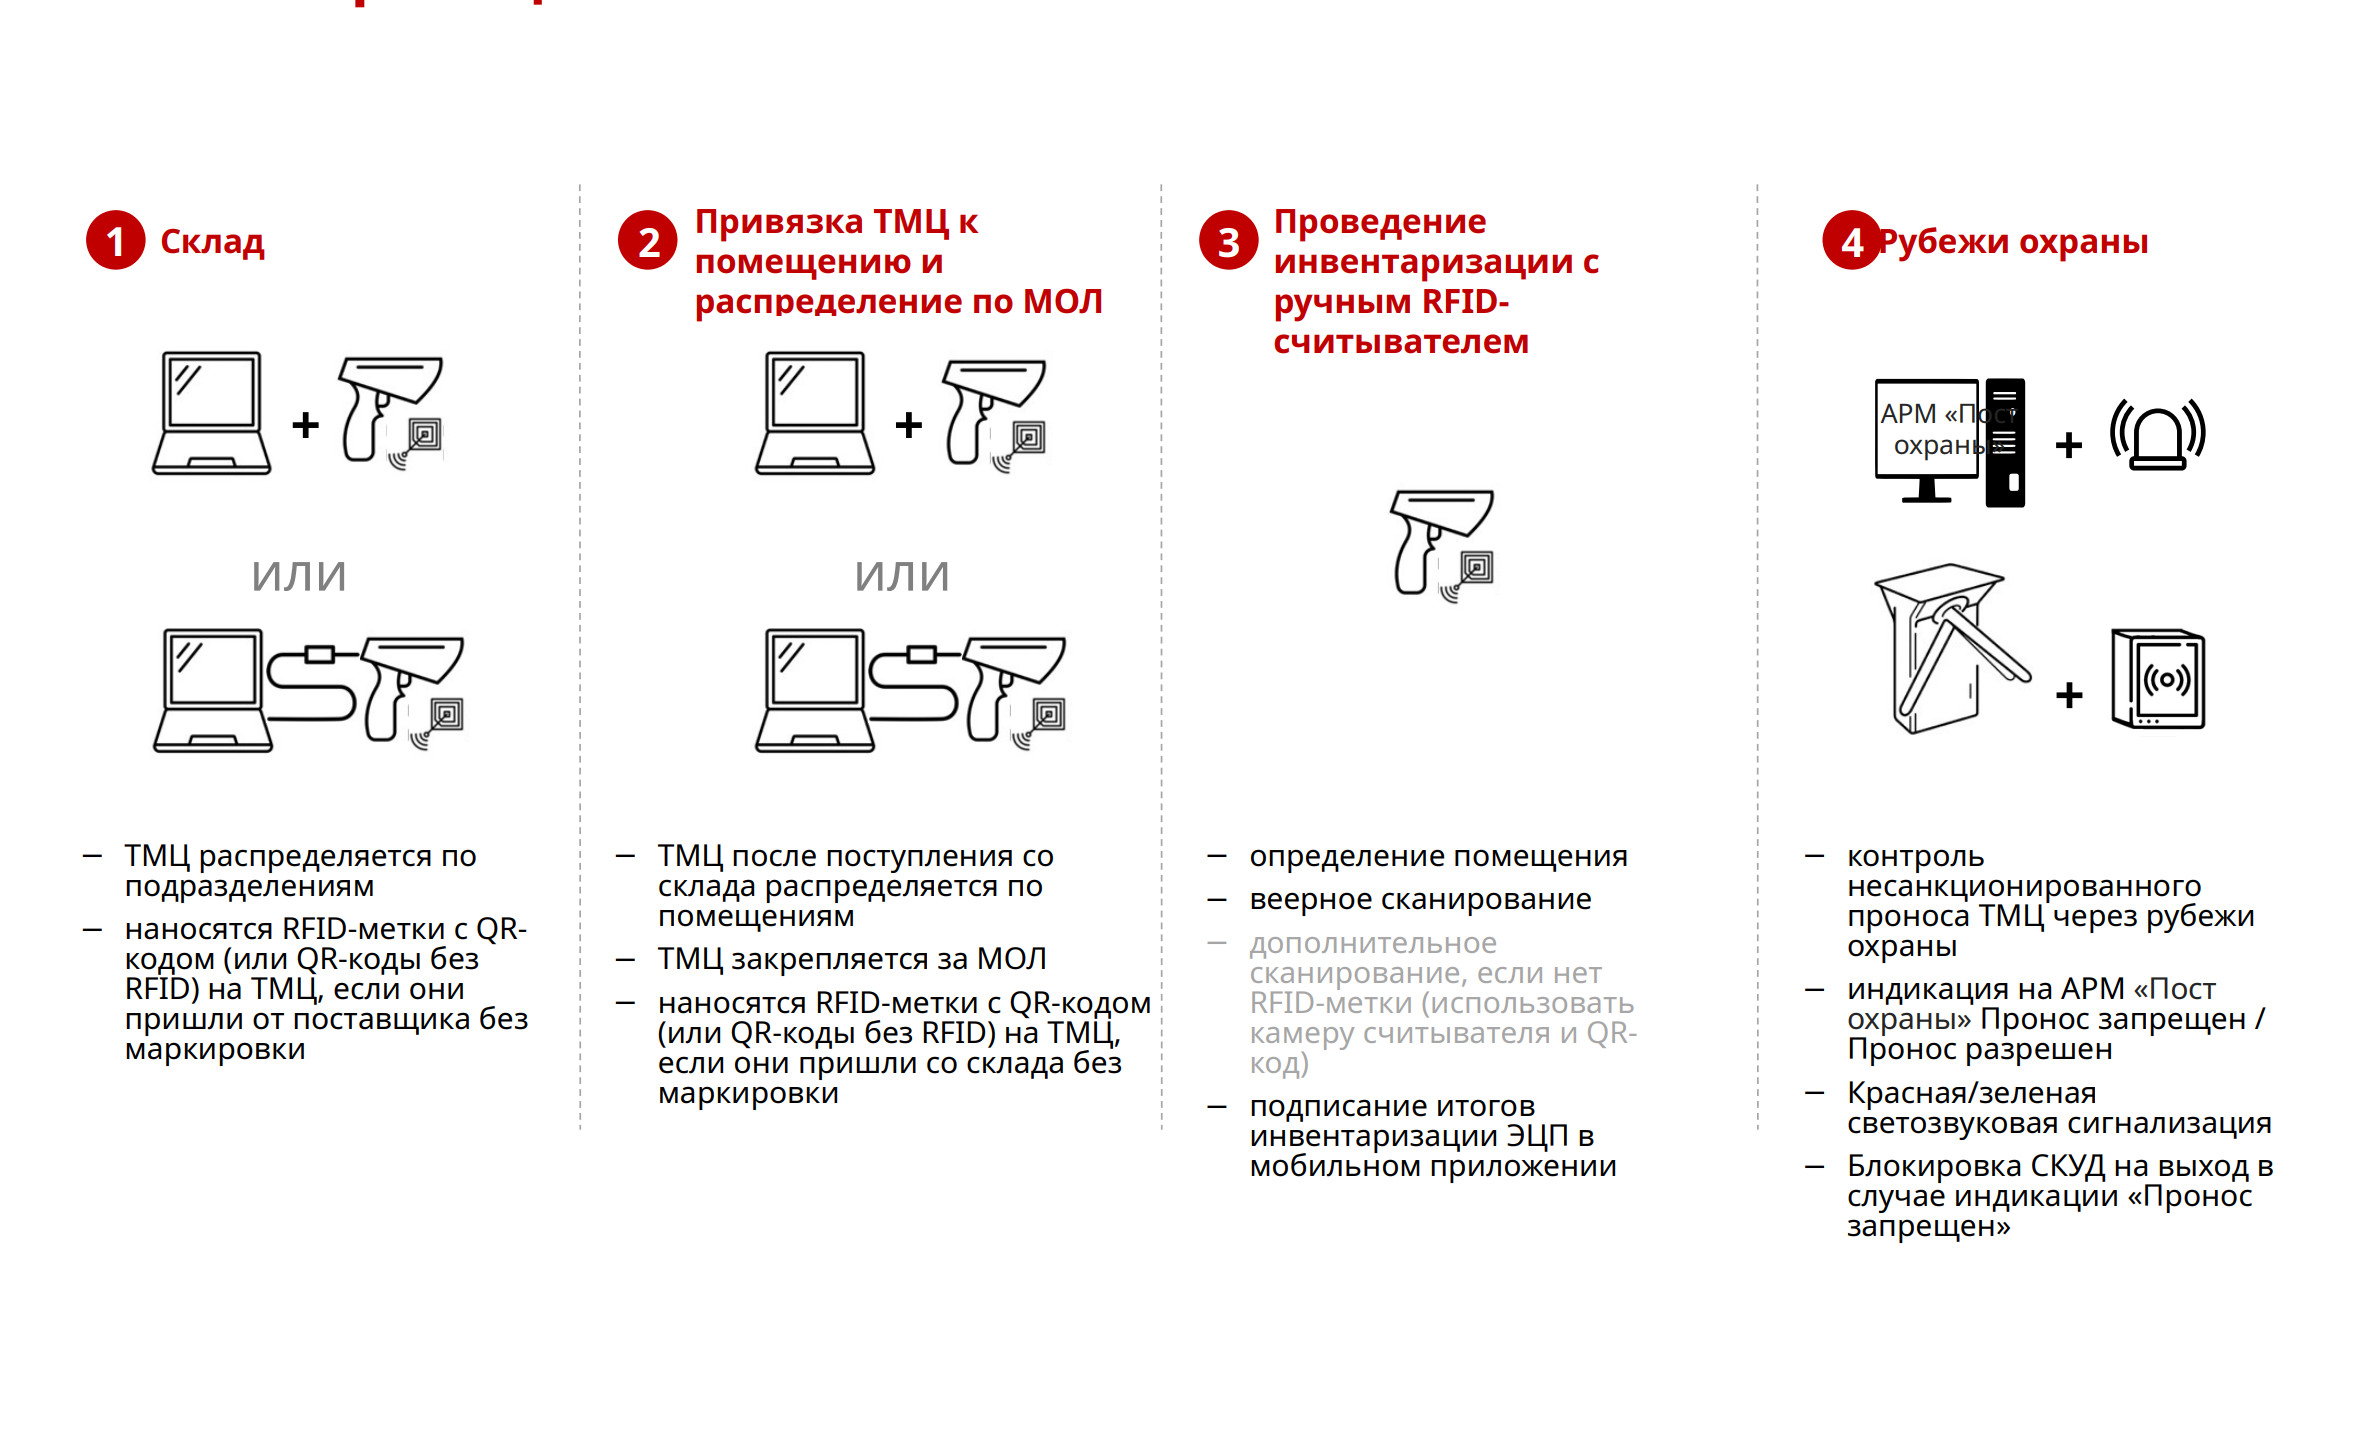 1 Склад
ТМЦ распределяется по
подразделениям
наносятся RFID-метки с QR-
кодом (или QR-коды без
RFID) на ТМЦ, если они
пришли от поставщика без
маркировки
+
или
2 Привязка ТМЦ к
помещению и
распределение по МОЛ
+
или
– ТМЦ после поступления со
склада распределяется по
помещениям
– ТМЦ закрепляется за МОЛ
– наносятся RFID-метки с QR-кодом
(или QR-коды без RFID) на ТМЦ,
если они пришли со склада без
маркировки
3 Проведение
инвентаризации с
ручным RFID-
считывателем
– определение помещения
– веерное сканирование
– дополнительное
сканирование, если нет
RFID-метки (использовать
камеру считывателя и QR-
код)
– подписание итогов
инвентаризации ЭЦП в
мобильном приложении
4 Рубежи охраны
АРМ «Пост
охраны»
+
+
– контроль
несанкционированного
проноса ТМЦ через рубежи
охраны
– индикация на АРМ «Пост
охраны» Пронос запрещен /
Пронос разрешен
– Красная/зеленая
светозвуковая сигнализация
– Блокировка СКУД на выход в
случае индикации «Пронос
запрещен»